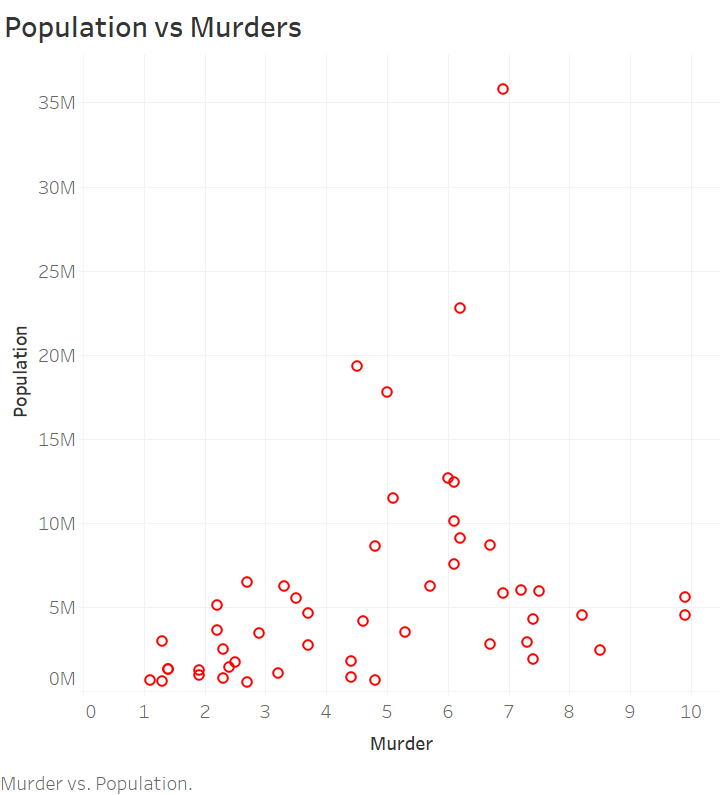 Population vs Murders
35M
30M
25M
20M
15M
10M
5M
0M
Population
0 1 2 3 4 5 6 7 8 9 10
Murder
Murder vs. Population.